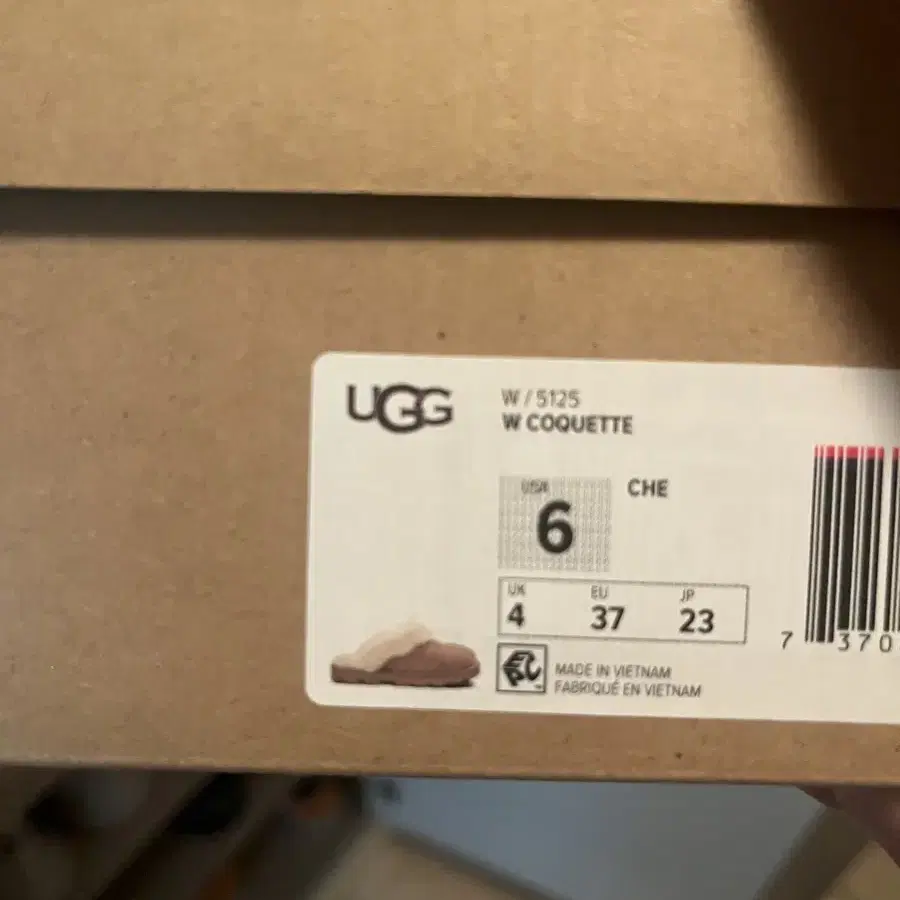 UGG
W / 5125
W COQUETTE
USA
6
CHE
UK EU JP
4 37 23
7 370
EPC
MADE IN VIETNAM
FABRIQUÉ EN VIETNAM